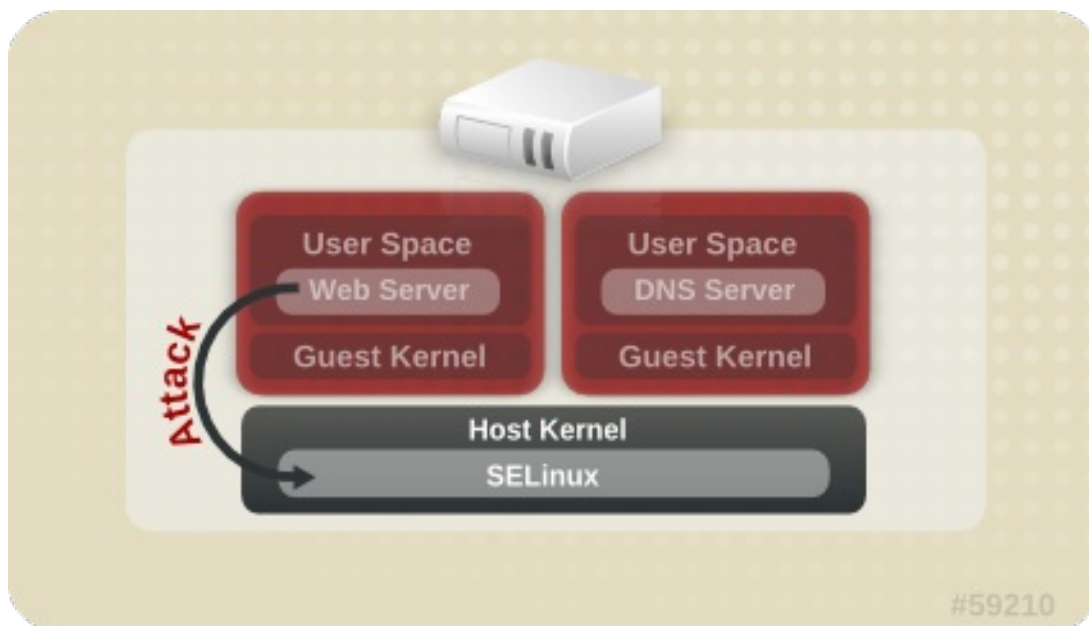 User Space
Web Server
Guest Kernel
User Space
DNS Server
Guest Kernel
Attack
Host Kernel
SELinux
#59210